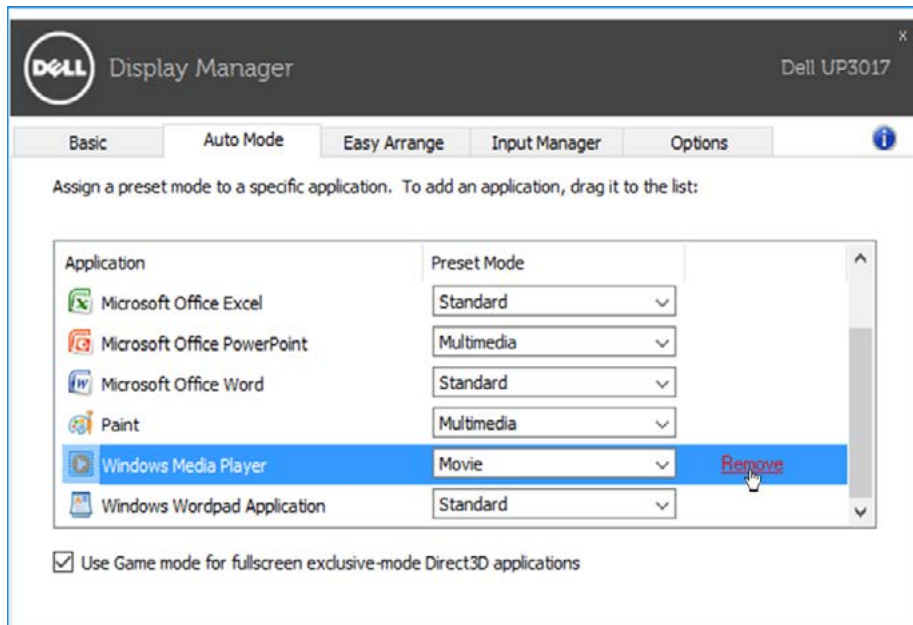 x
DELL Display Manager Dell UP3017
Basic Auto Mode Easy Arrange Input Manager Options i
Assign a preset mode to a specific application. To add an application, drag it to the list:
Application Preset Mode
Microsoft Office Excel Standard
Microsoft Office PowerPoint Multimedia
Microsoft Office Word Standard
Paint Multimedia
Windows Media Player Movie Remove
Windows Wordpad Application Standard
Use Game mode for fullscreen exclusive-mode Direct3D applications